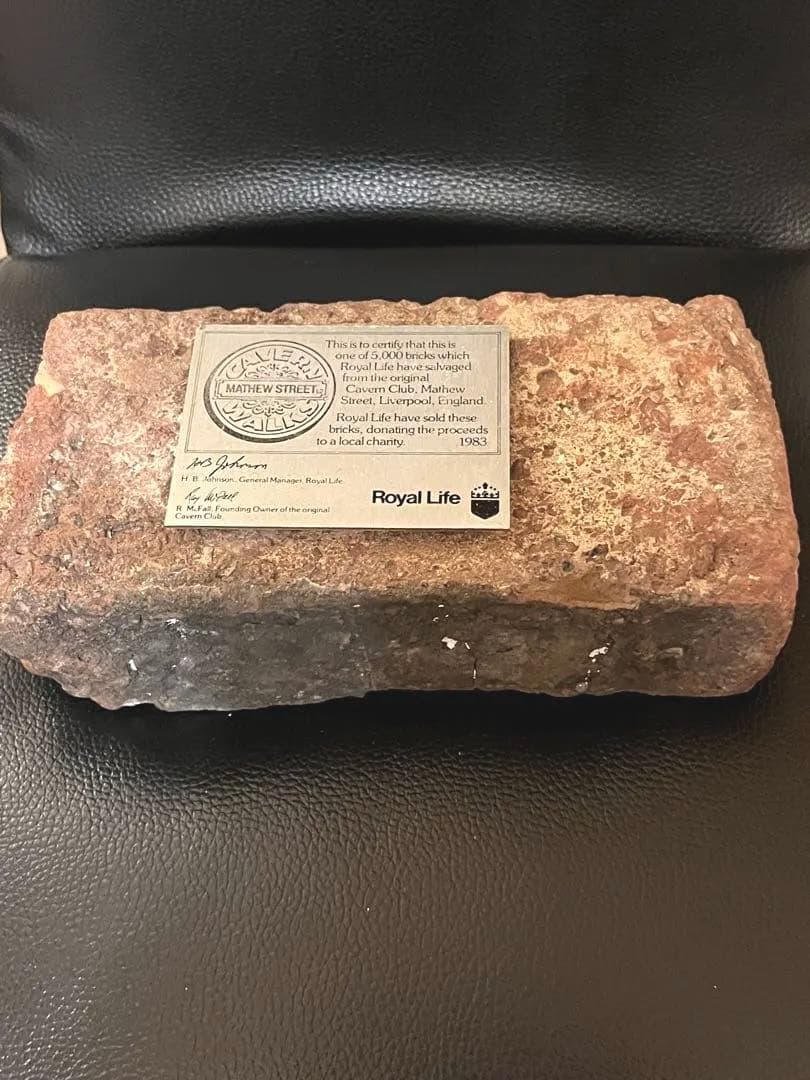 CAVERN
MATHEW STREET
WALKS
This is to certify that this is
one of 5,000 bricks which
Royal Life have salvaged
from the original
Cavern Club, Mathew
Street, Liverpool, England.
Royal Life have sold these
bricks, donating the proceeds
to a local charity. 1983
H. B. Johnson, General Manager, Royal Life.
Royal Life
R. McFall, Founding Owner of the original
Cavern Club.